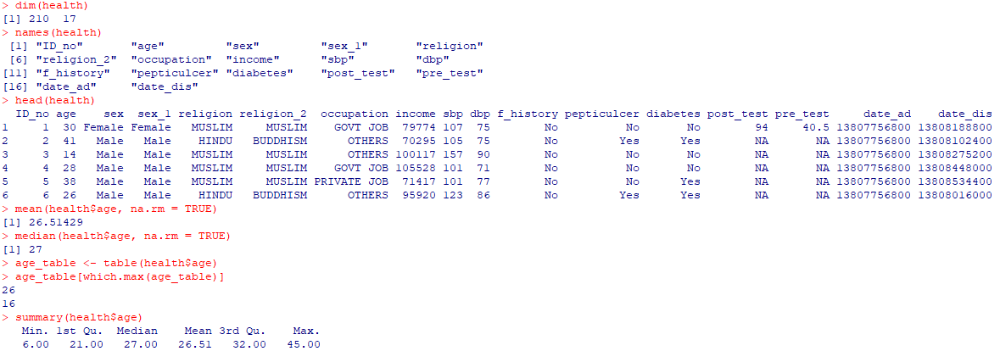 > dim(health)
[1] 210  17
> names(health)
 [1] "ID_no"       "age"         "sex"         "sex_1"       "religion"
 [6] "religion_2"  "occupation"  "income"      "sbp"         "dbp"
[11] "f_history"   "pepticulcer" "diabetes"    "post_test"   "pre_test"
[16] "date_ad"     "date_dis"
> head(health)
  ID_no age    sex  sex_1 religion religion_2  occupation income sbp dbp f_history pepticulcer diabetes post_test pre_test     date_ad    date_dis
1     1  30 Female Female   MUSLIM     MUSLIM    GOVT JOB  79774 107  75        No          No       No        94     40.5 13807756800 13808188800
2     2  41   Male   Male    HINDU   BUDDHISM      OTHERS  70295 105  75        No         Yes      Yes        NA       NA 13807756800 13808102400
3     3  14   Male   Male   MUSLIM     MUSLIM      OTHERS 100117 157  90        No          No       No        NA       NA 13807756800 13808275200
4     4  28   Male   Male   MUSLIM     MUSLIM    GOVT JOB 105528 101  71        No          No       No        NA       NA 13807756800 13808448000
5     5  38   Male   Male   MUSLIM     MUSLIM PRIVATE JOB  71417 101  77        No          No      Yes        NA       NA 13807756800 13808534400
6     6  26   Male   Male    HINDU   BUDDHISM      OTHERS  95920 123  86        No         Yes      Yes        NA       NA 13807756800 13808016000
> mean(health$age, na.rm = TRUE)
[1] 26.51429
> median(health$age, na.rm = TRUE)
[1] 27
> age_table <- table(health$age)
> age_table[which.max(age_table)]
26
16
> summary(health$age)
   Min. 1st Qu.  Median    Mean 3rd Qu.    Max.
   6.00   21.00   27.00   26.51   32.00   45.00